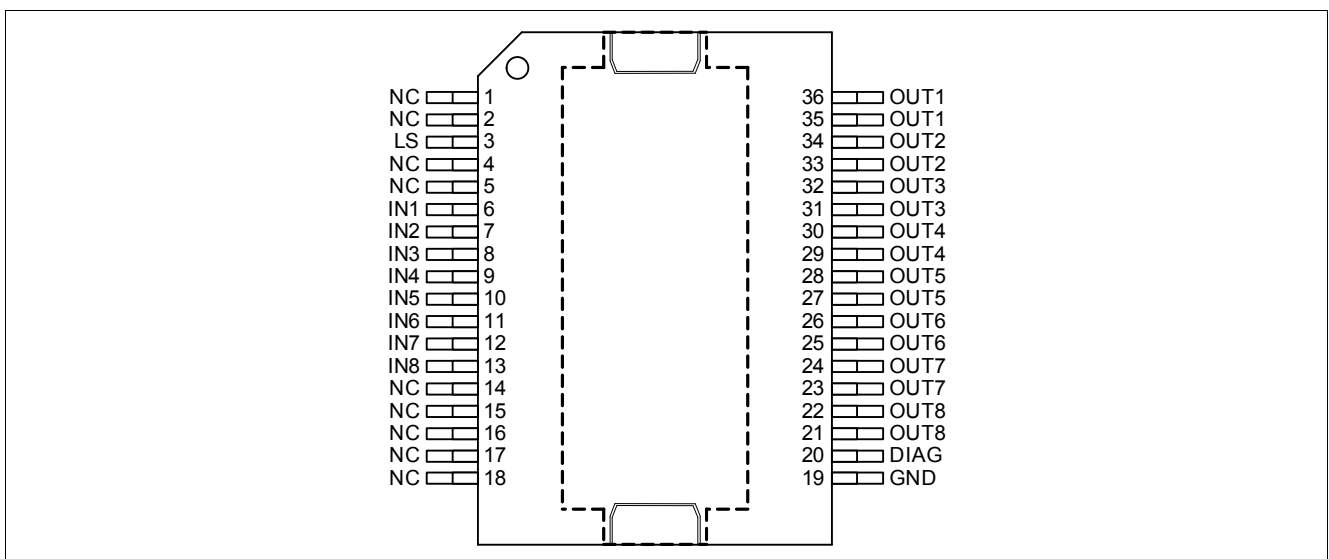 NC 1 36 OUT1
NC 2 35 OUT1
LS 3 34 OUT2
NC 4 33 OUT2
NC 5 32 OUT3
IN1 6 31 OUT3
IN2 7 30 OUT4
IN3 8 29 OUT4
IN4 9 28 OUT5
IN5 10 27 OUT5
IN6 11 26 OUT6
IN7 12 25 OUT6
IN8 13 24 OUT7
NC 14 23 OUT7
NC 15 22 OUT8
NC 16 21 OUT8
NC 17 20 DIAG
NC 18 19 GND